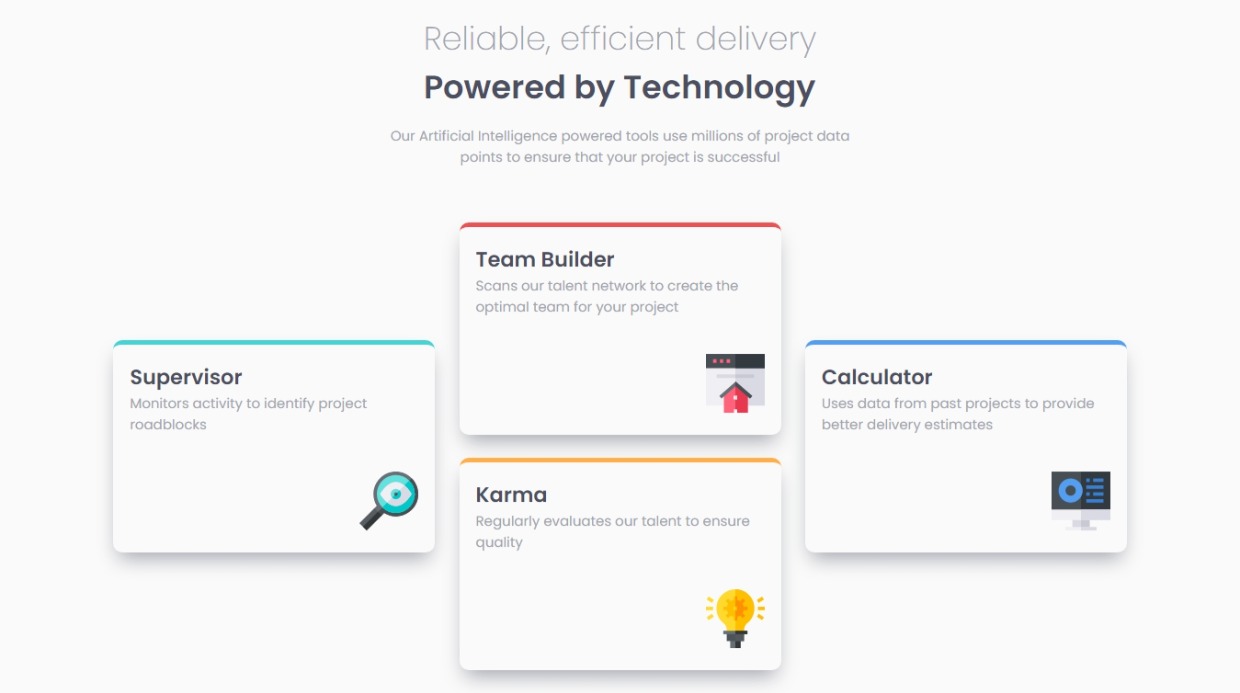 Reliable, efficient delivery
Powered by Technology
Our Artificial Intelligence powered tools use millions of project data
points to ensure that your project is successful
Team Builder
Scans our talent network to create the
optimal team for your project
Supervisor
Monitors activity to identify project
roadblocks
Calculator
Uses data from past projects to provide
better delivery estimates
Karma
Regularly evaluates our talent to ensure
quality